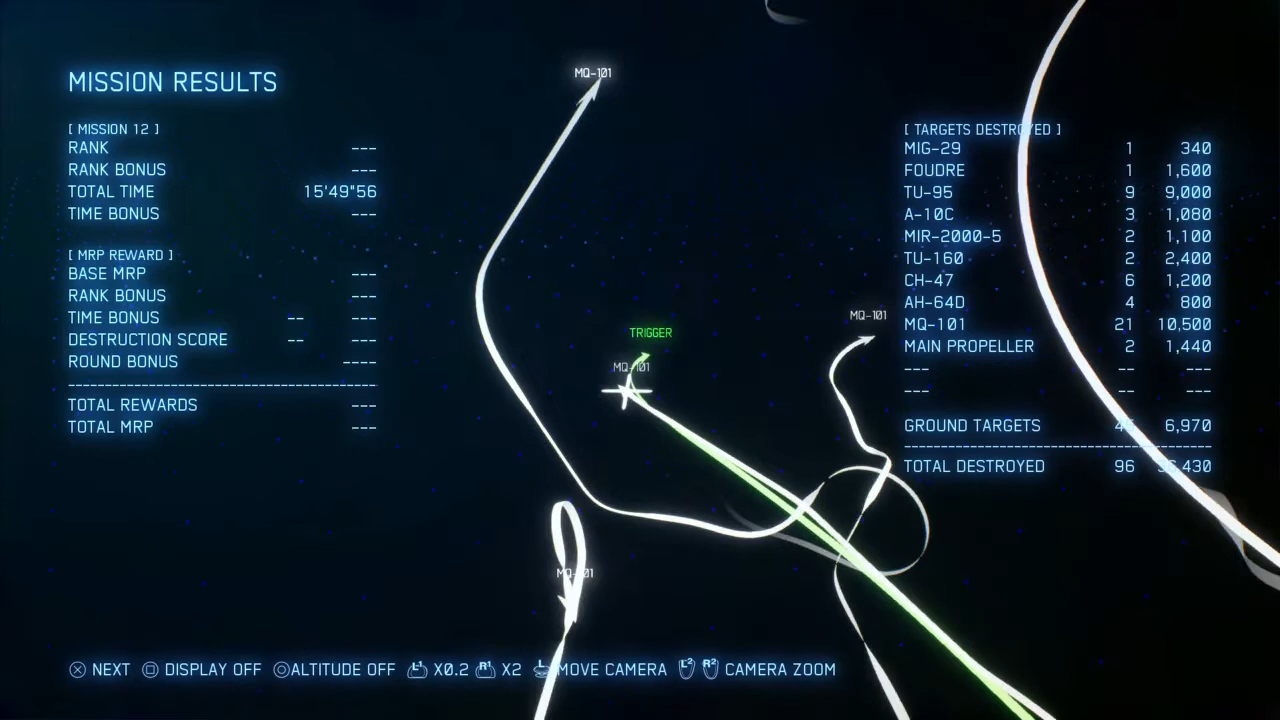 MISSION RESULTS
[ MISSION 12 ]
RANK ---
RANK BONUS ---
TOTAL TIME 15'49"56
TIME BONUS ---
[ MRP REWARD ]
BASE MRP ---
RANK BONUS ---
TIME BONUS -- ---
DESTRUCTION SCORE -- ---
ROUND BONUS ----
TOTAL REWARDS ---
TOTAL MRP ---
MQ-101
TRIGGER
MQ-101
MQ-101
MQ-101
[ TARGETS DESTROYED ]
MIG-29 1 340
FOUDRE 1 1,600
TU-95 9 9,000
A-10C 3 1,080
MIR-2000-5 2 1,100
TU-160 2 2,400
CH-47 6 1,200
AH-64D 4 800
MQ-101 21 10,500
MAIN PROPELLER 2 1,440
--- -- ---
--- -- ---
GROUND TARGETS 6,970
TOTAL DESTROYED 96
NEXT DISPLAY OFF ALTITUDE OFF L1 X0.2 R1 X2 L MOVE CAMERA L2 R2 CAMERA ZOOM